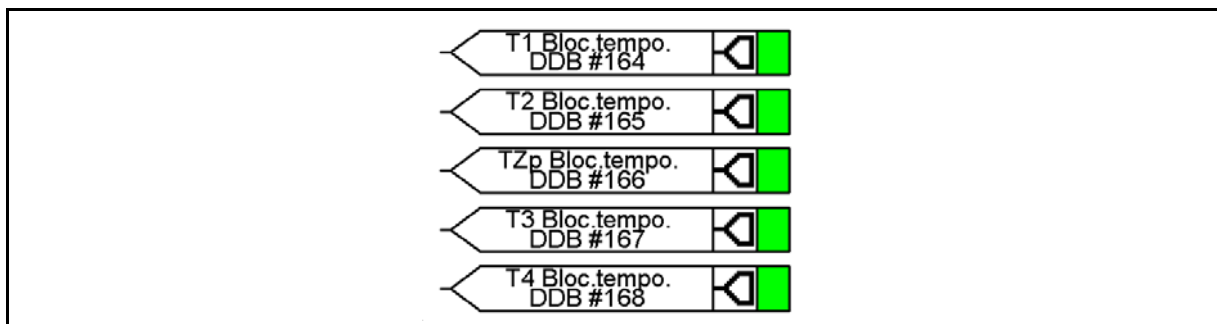 T1 Bloc.tempo.
DDB #164
T2 Bloc.tempo.
DDB #165
TZp Bloc.tempo.
DDB #166
T3 Bloc.tempo.
DDB #167
T4 Bloc.tempo.
DDB #168